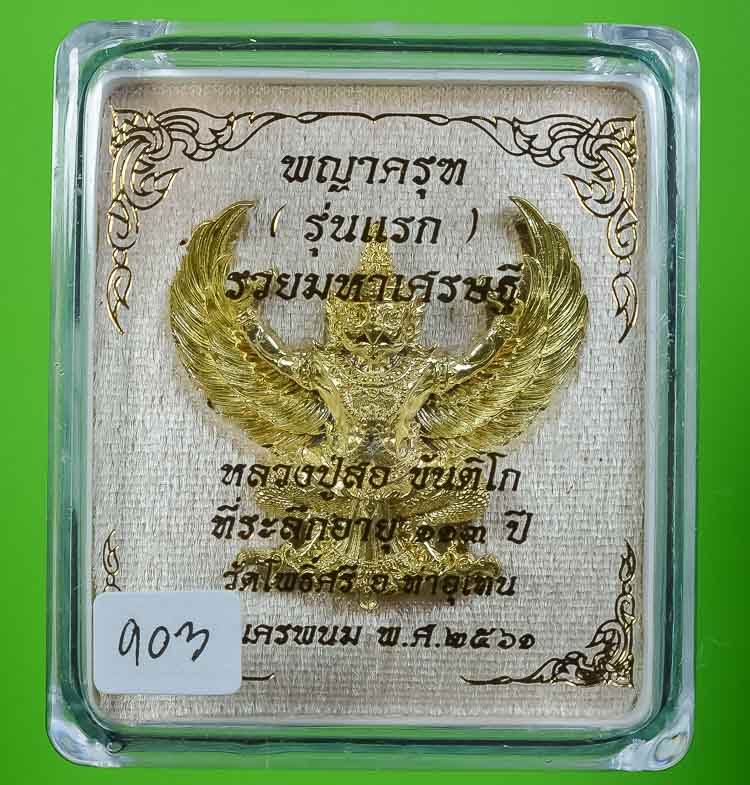 พญาครุฑ
( รุ่นแรก )
รวยมหาเศรษฐี
หลวงปู่สอ ขันติโก
ที่ระลึกอายุ ๑๑๓ ปี
วัดโพธิ์ศรี อ.ท่าอุเทน
นครพนม พ.ศ.๒๕๖๑
903